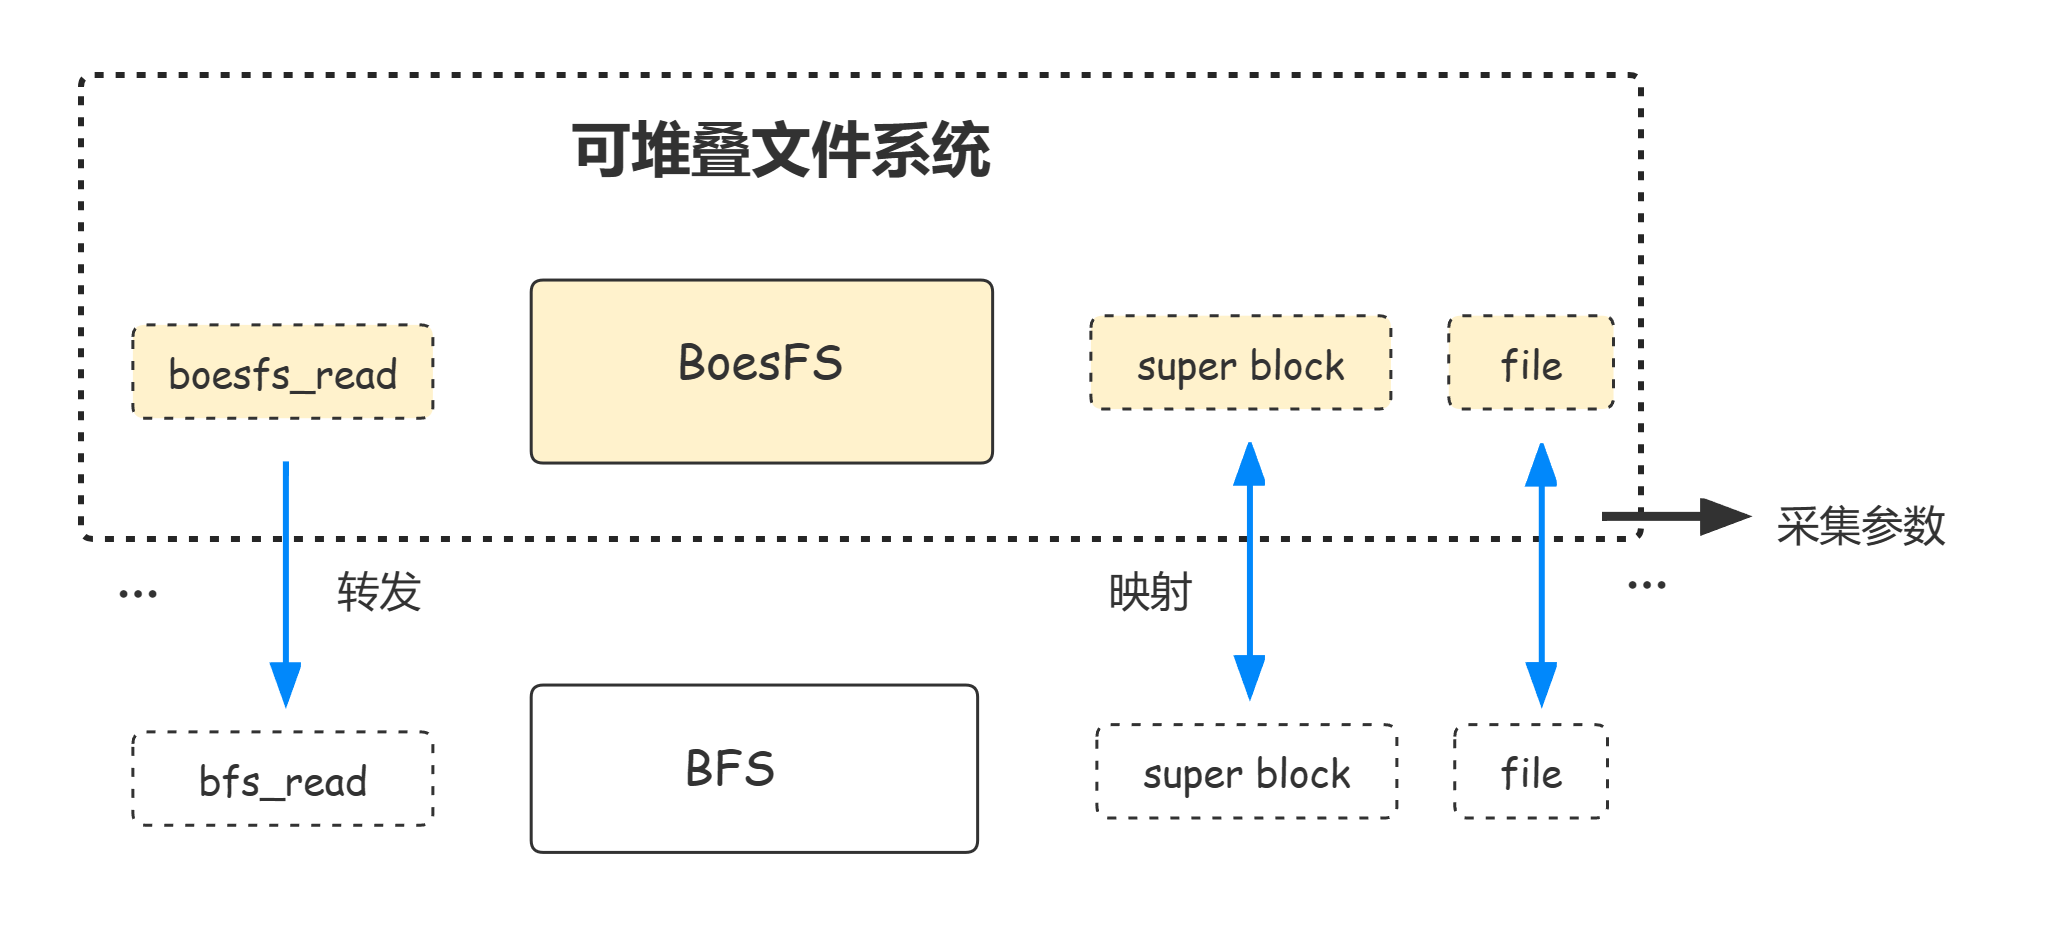 可堆叠文件系统
boesfs_read
BoesFS
super block
file
采集参数
...
转发
映射
...
bfs_read
BFS
super block
file